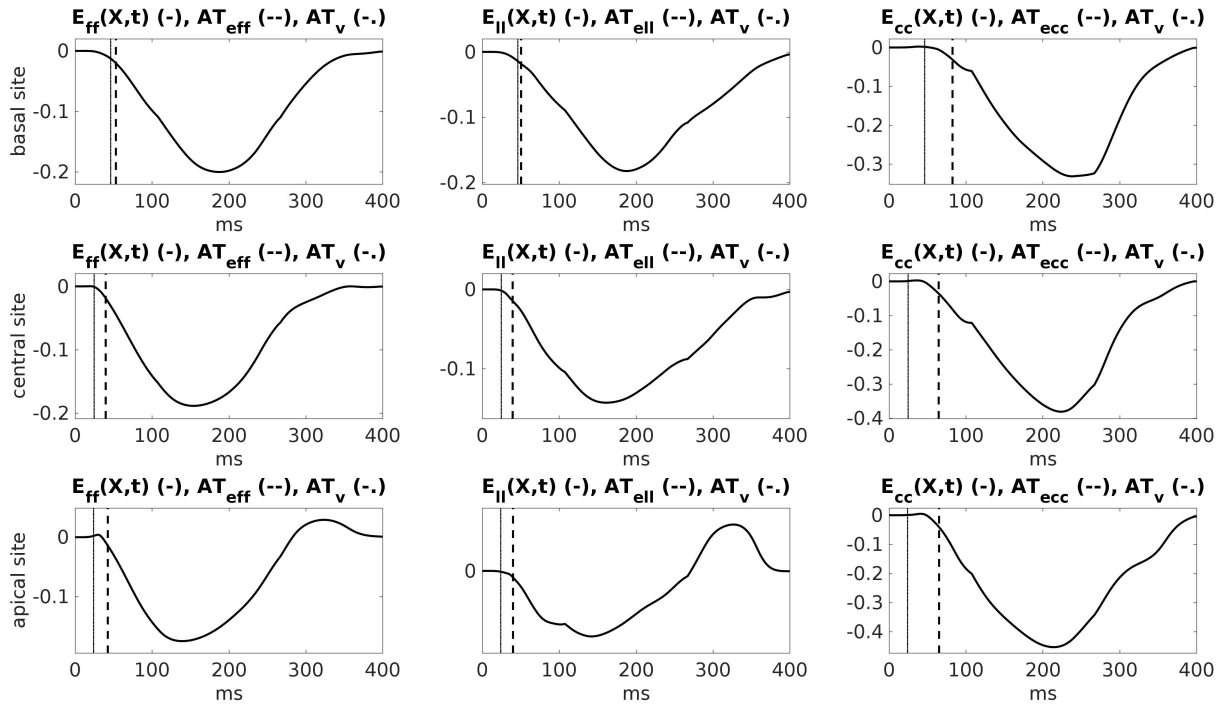 E_ff(X,t) (-), AT_eff (--), AT_v (-.)
E_ll(X,t) (-), AT_ell (--), AT_v (-.)
E_cc(X,t) (-), AT_ecc (--), AT_v (-.)
basal site
0
-0.1
-0.2
0 100 200 300 400
ms
0
-0.1
-0.2
0 100 200 300 400
ms
0
-0.1
-0.2
-0.3
0 100 200 300 400
ms
E_ff(X,t) (-), AT_eff (--), AT_v (-.)
E_ll(X,t) (-), AT_ell (--), AT_v (-.)
E_cc(X,t) (-), AT_ecc (--), AT_v (-.)
central site
0
-0.1
-0.2
0 100 200 300 400
ms
0
-0.1
0 100 200 300 400
ms
0
-0.1
-0.2
-0.3
-0.4
0 100 200 300 400
ms
E_ff(X,t) (-), AT_eff (--), AT_v (-.)
E_ll(X,t) (-), AT_ell (--), AT_v (-.)
E_cc(X,t) (-), AT_ecc (--), AT_v (-.)
apical site
0
-0.1
0 100 200 300 400
ms
0
0 100 200 300 400
ms
0
-0.1
-0.2
-0.3
-0.4
0 100 200 300 400
ms